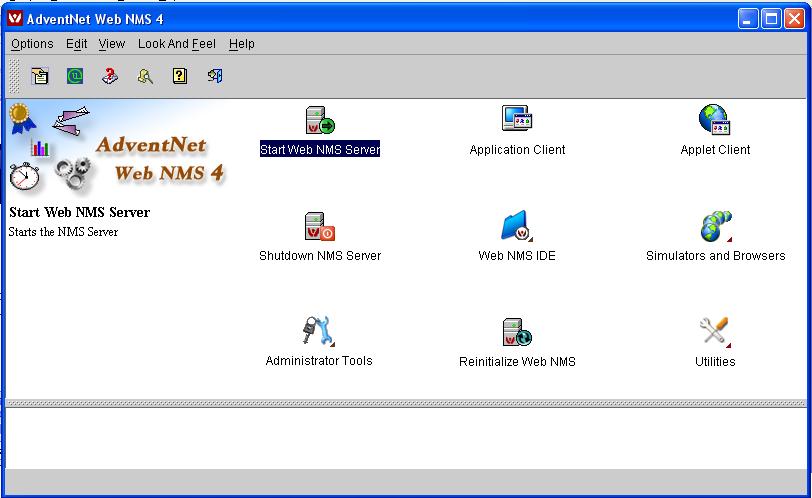 AdventNet Web NMS 4
Options Edit View Look And Feel Help
AdventNet
Web NMS 4
Start Web NMS Server
Starts the NMS Server
Start Web NMS Server
Application Client
Applet Client
Shutdown NMS Server
Web NMS IDE
Simulators and Browsers
Administrator Tools
Reinitialize Web NMS
Utilities